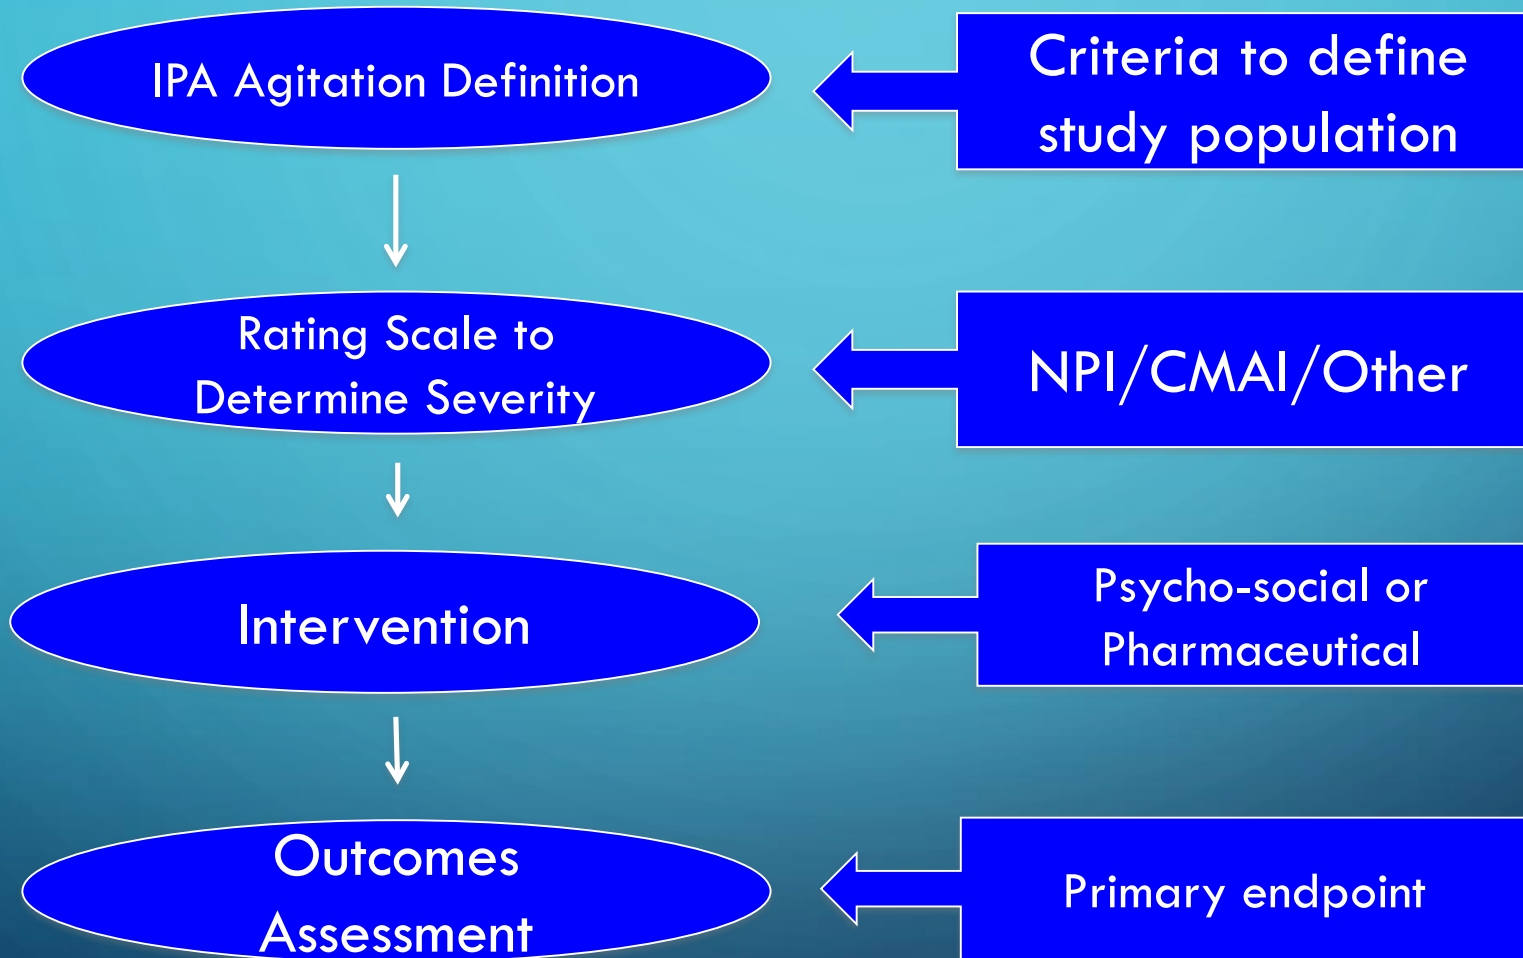 IPA Agitation Definition
Criteria to define
study population
Rating Scale to
Determine Severity
NPI/CMAI/Other
Intervention
Psycho-social or
Pharmaceutical
Outcomes
Assessment
Primary endpoint